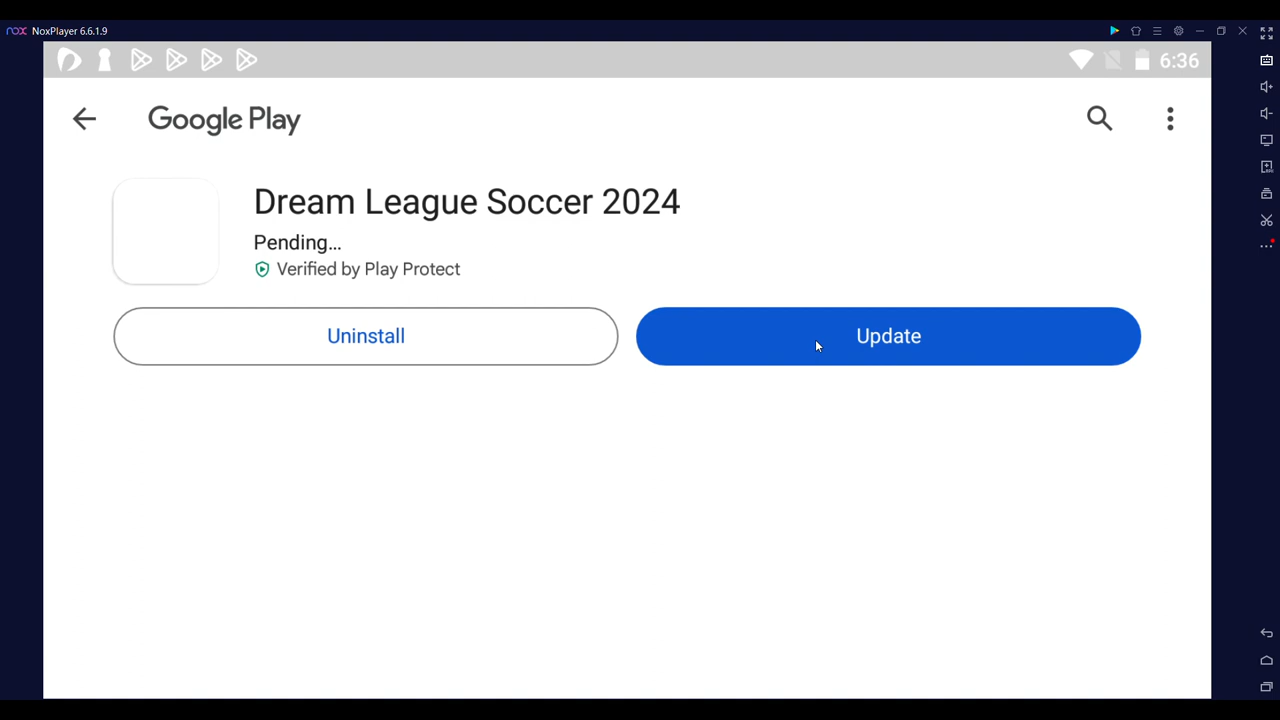 nox NoxPlayer 6.6.1.9
6:36
Google Play
Dream League Soccer 2024
Pending...
Verified by Play Protect
Uninstall
Update